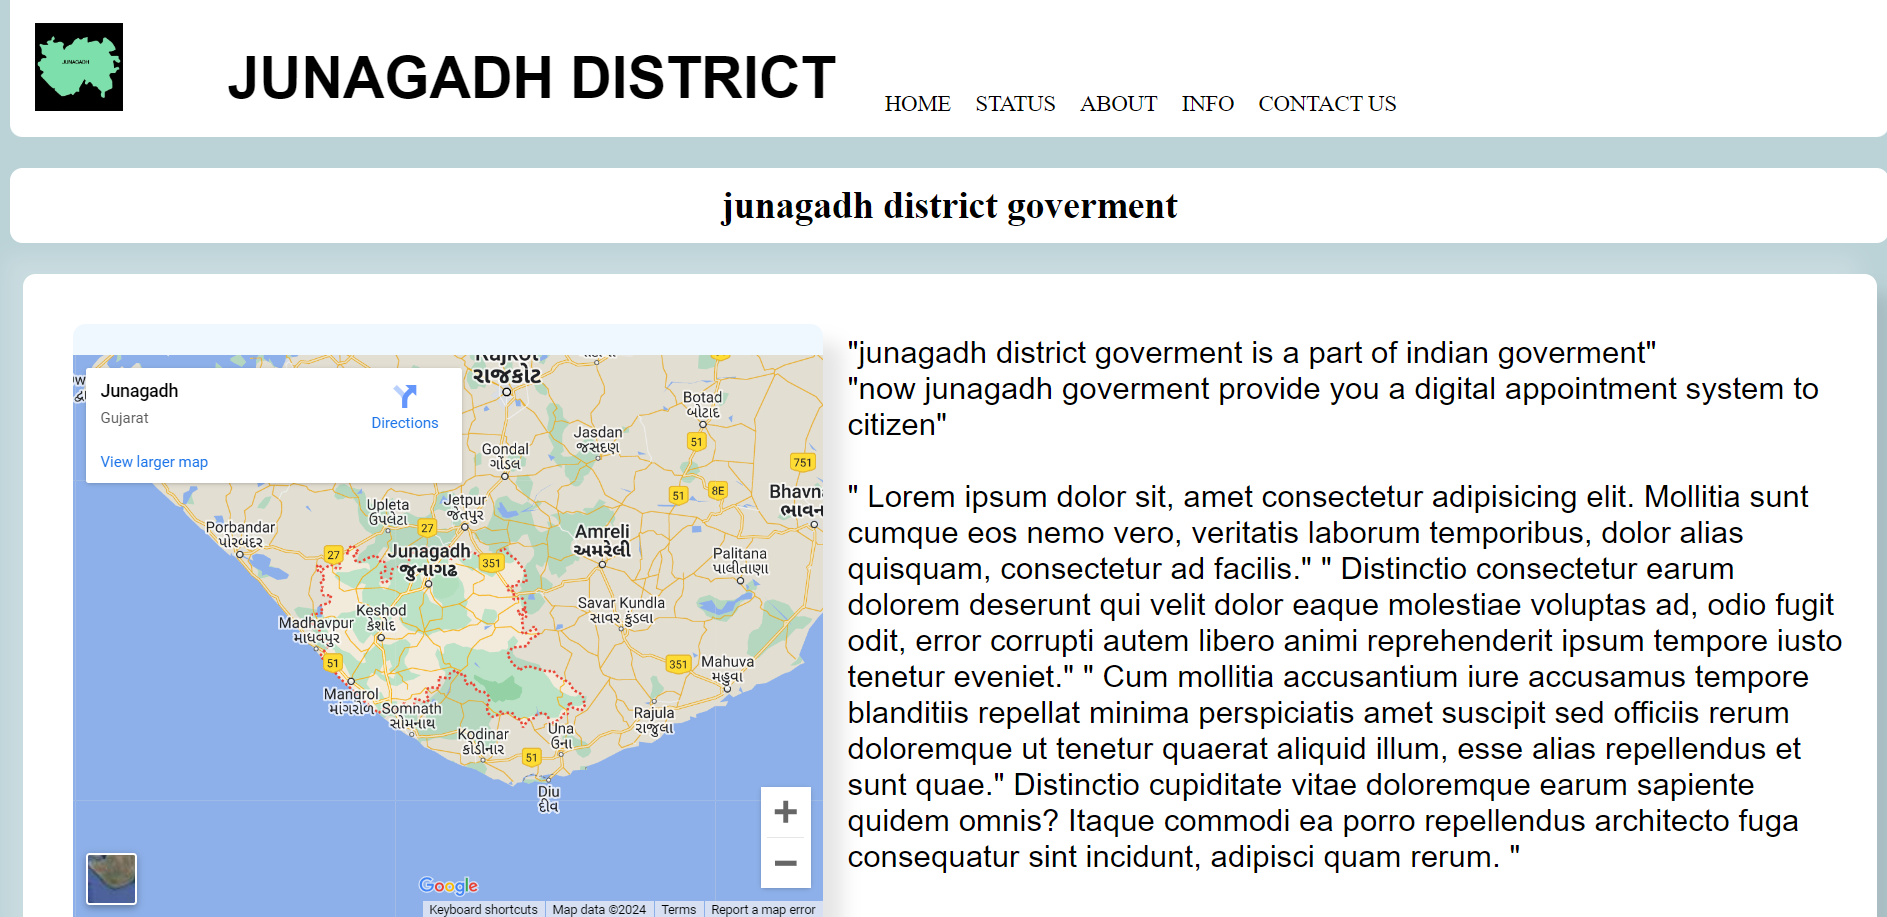 JUNAGADH
JUNAGADH DISTRICT
HOME STATUS ABOUT INFO CONTACT US
junagadh district goverment
Junagadh
Gujarat
Directions
View larger map
રાજકોટ
Botad
બોટાદ
Jasdan
જસદણ
51
Gondal
ગોંડલ
751
51
8E
Bhavn
ભાવન
Upleta
ઉપલેટા
Jetpur
જેતપુર
27
Porbandar
પોરબંદર
Amreli
અમરેલી
27
Junagadh
જુનાગઢ
351
Palitana
પાલીતાણા
Keshod
કેશોદ
Savar Kundla
સાવર કુંડલા
Madhavpur
માધવપુર
51
351
Mahuva
મહુવા
Mangrol
માંગરોળ
Somnath
સોમનાથ
Rajula
રાજુલા
Kodinar
કોડીનાર
Una
ઉના
51
Diu
દીવ
Google
Keyboard shortcuts
Map data ©2024
Terms
Report a map error
"junagadh district goverment is a part of indian goverment"
"now junagadh goverment provide you a digital appointment system to
citizen"
" Lorem ipsum dolor sit, amet consectetur adipisicing elit. Mollitia sunt
cumque eos nemo vero, veritatis laborum temporibus, dolor alias
quisquam, consectetur ad facilis." " Distinctio consectetur earum
dolorem deserunt qui velit dolor eaque molestiae voluptas ad, odio fugit
odit, error corrupti autem libero animi reprehenderit ipsum tempore iusto
tenetur eveniet." " Cum mollitia accusantium iure accusamus tempore
blanditiis repellat minima perspiciatis amet suscipit sed officiis rerum
doloremque ut tenetur quaerat aliquid illum, esse alias repellendus et
sunt quae." Distinctio cupiditate vitae doloremque earum sapiente
quidem omnis? Itaque commodi ea porro repellendus architecto fuga
consequatur sint incidunt, adipisci quam rerum. "